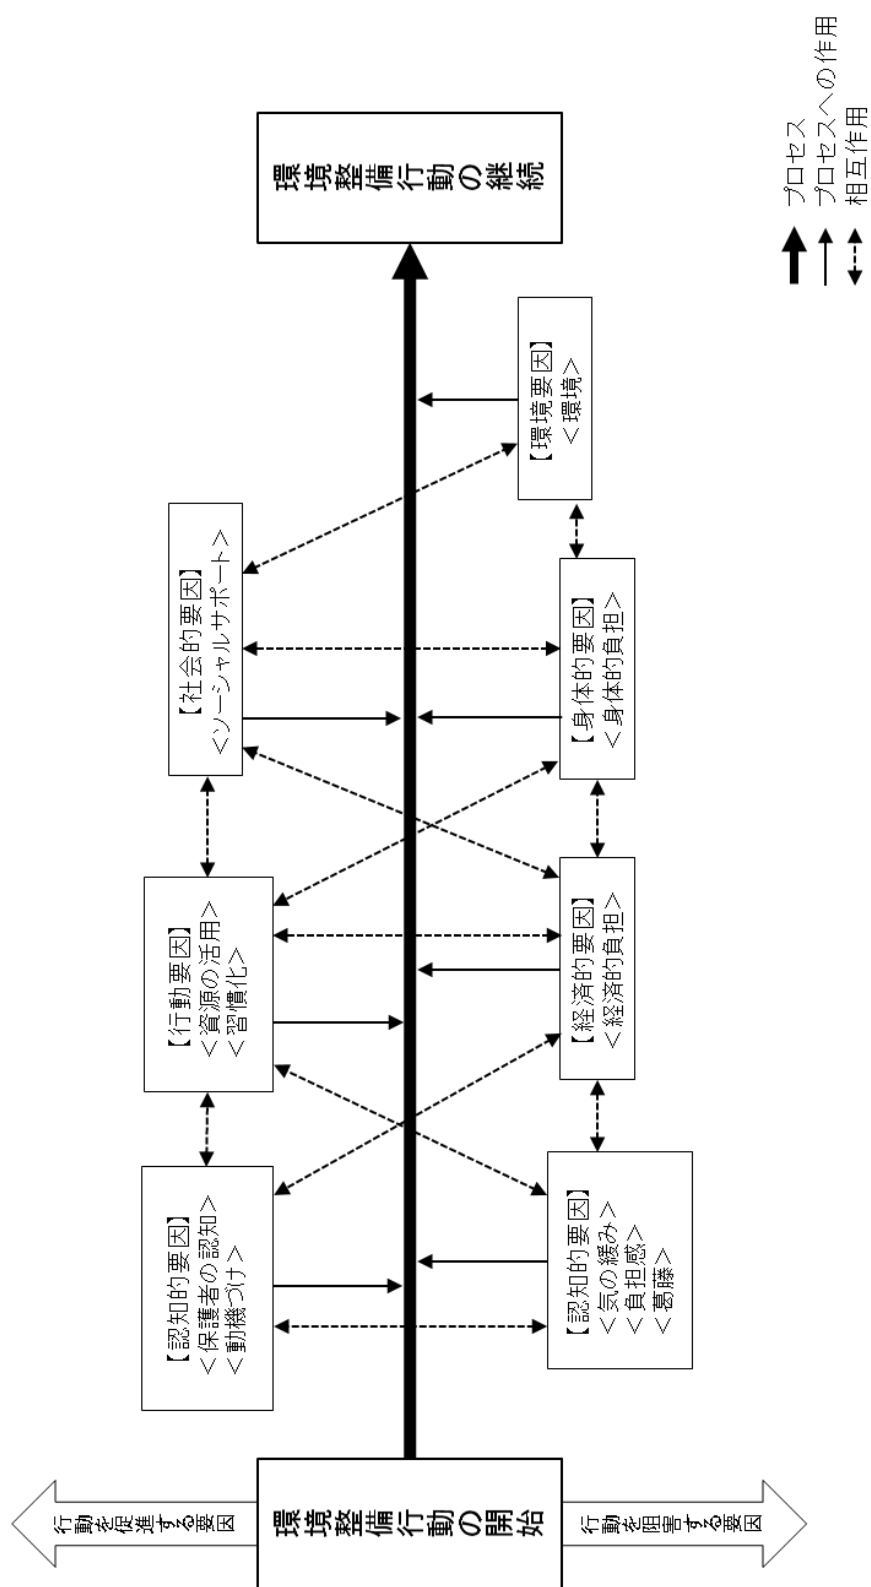 行動を促進する要因
環境整備行動の開始
行動を阻害する要因
【認知的要因】
＜保護者の認知＞
＜動機づけ＞
【行動要因】
＜資源の活用＞
＜習慣化＞
【社会的要因】
＜ソーシャルサポート＞
【認知的要因】
＜気の緩み＞
＜負担感＞
＜葛藤＞
【経済的要因】
＜経済的負担＞
【身体的要因】
＜身体的負担＞
【環境要因】
＜環境＞
環境整備行動の継続
プロセス
プロセスへの作用
相互作用